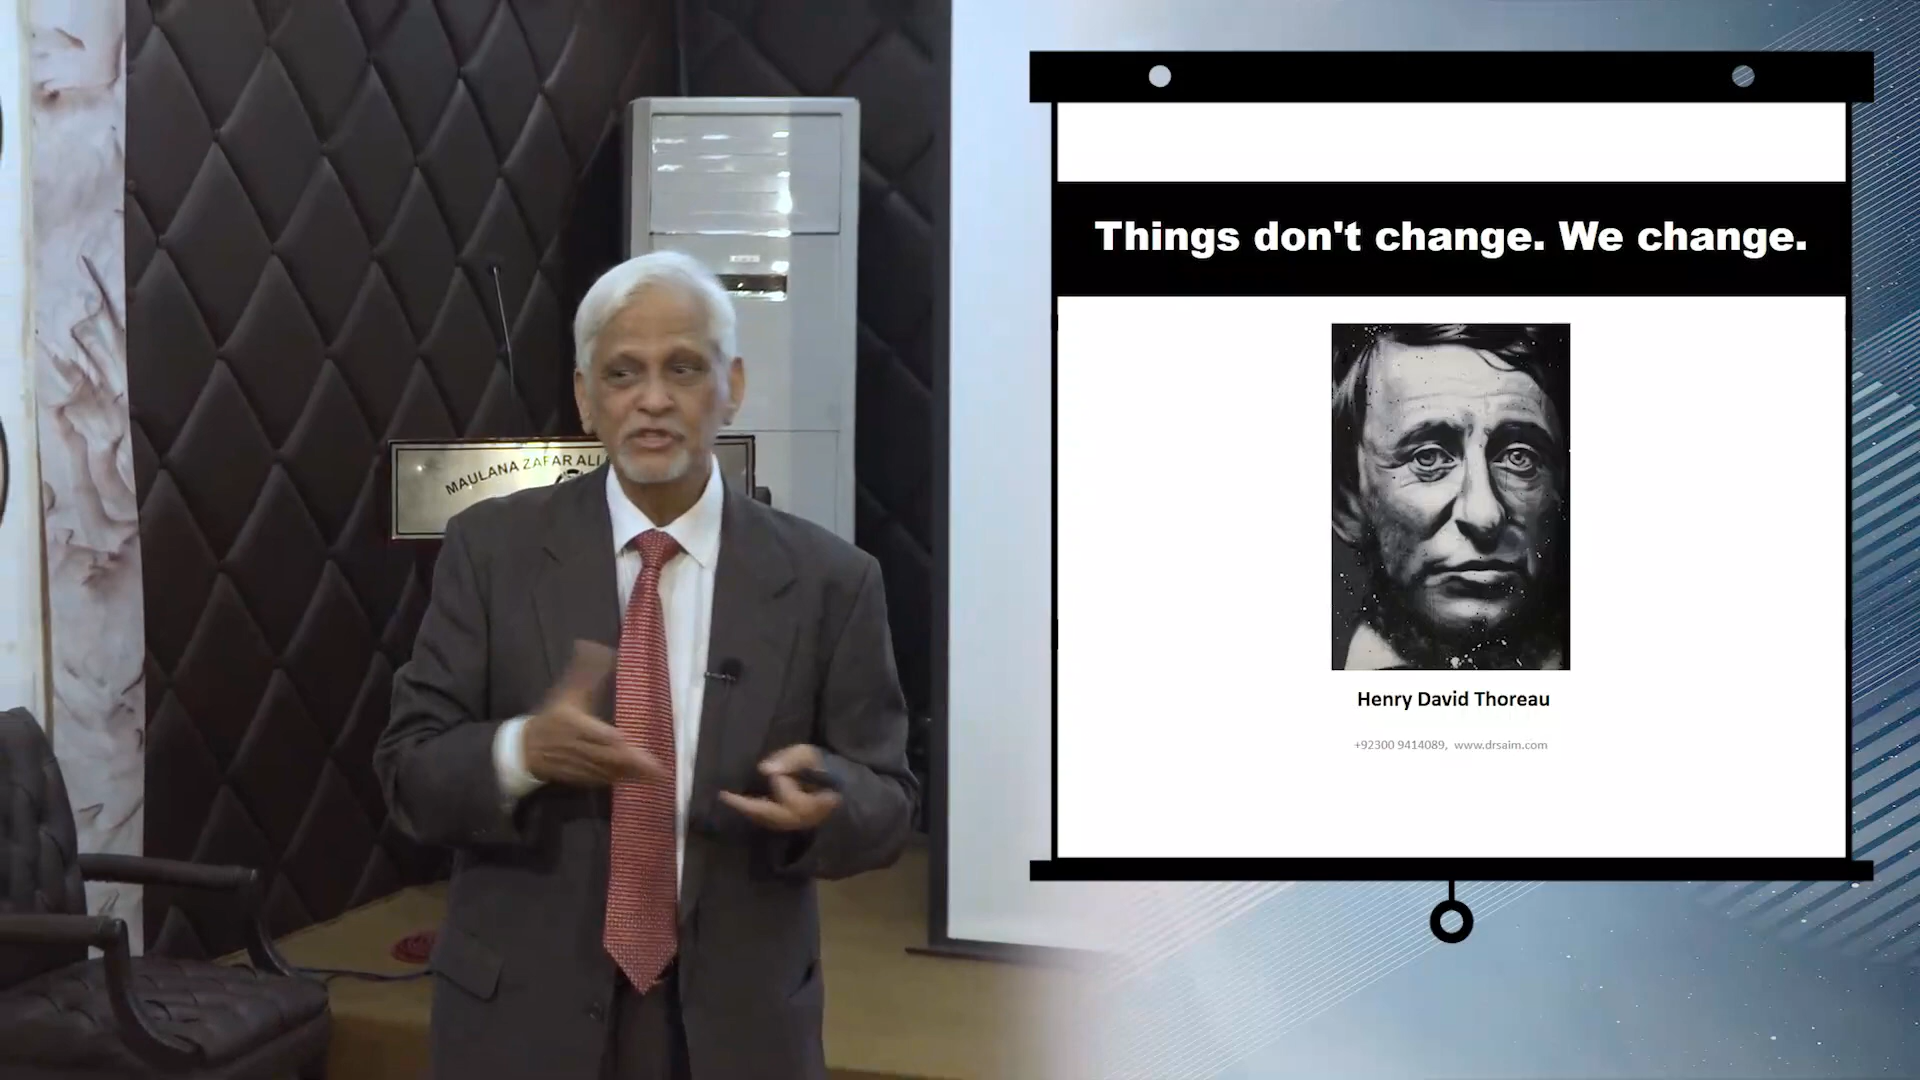 MAULANA ZAFAR ALI
Things don't change. We change.
Henry David Thoreau
+92300 9414089, www.drsaim.com